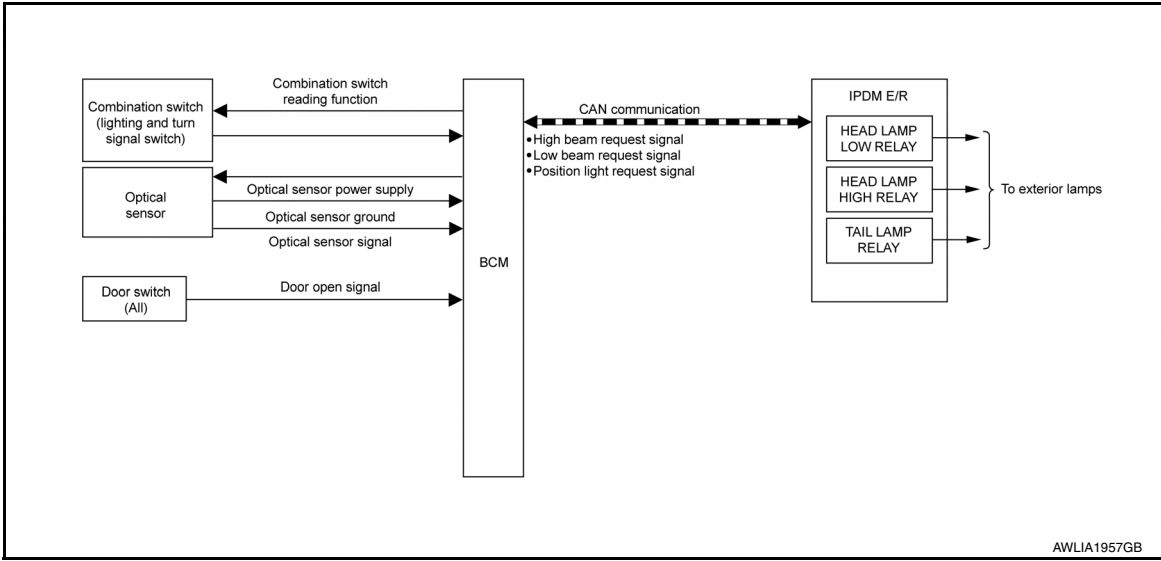 Combination switch
(lighting and turn
signal switch)
Combination switch
reading function
Optical
sensor
Optical sensor power supply
Optical sensor ground
Optical sensor signal
Door switch
(All)
Door open signal
BCM
CAN communication
•High beam request signal
•Low beam request signal
•Position light request signal
IPDM E/R
HEAD LAMP
LOW RELAY
HEAD LAMP
HIGH RELAY
TAIL LAMP
RELAY
To exterior lamps
AWLIA1957GB